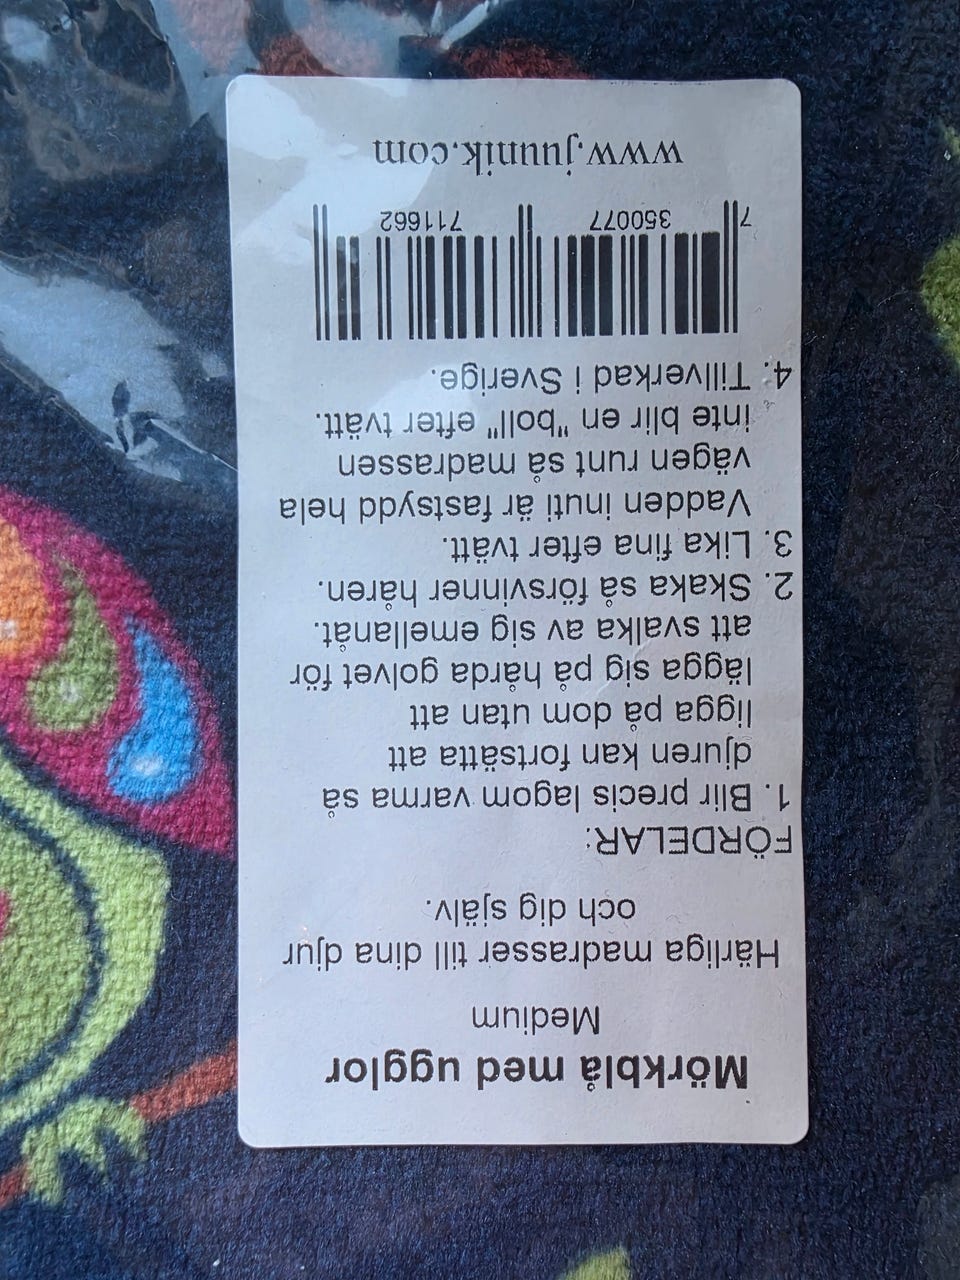 Mörkblå med ugglor
Medium
Härliga madrasser till dina djur
och dig själv.
FÖRDELAR:
1. Blir precis lagom varma så
djuren kan fortsätta att
ligga på dom utan att
lägga sig på hårda golvet för
att svalka av sig emellanåt.
2. Skaka så försvinner håren.
3. Lika fina efter tvätt.
Vadden inuti är fastsydd hela
vägen runt så madrassen
inte blir en "boll" efter tvätt.
4. Tillverkad i Sverige.
7 350077 711662
www.juunik.com